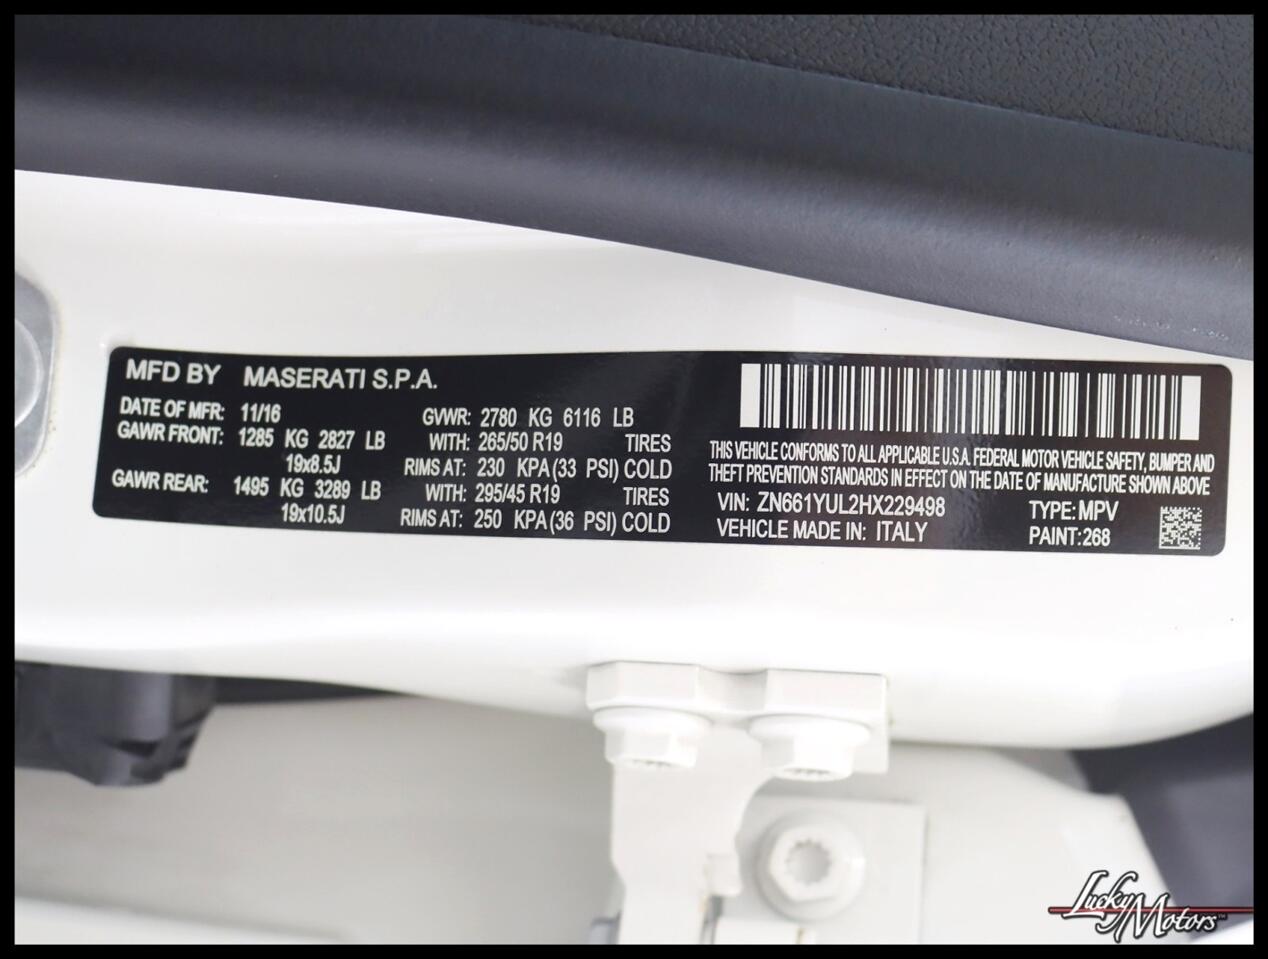 MFD BY MASERATI S.P.A.
DATE OF MFR: 11/16 GVWR: 2780 KG 6116 LB
GAWR FRONT: 1285 KG 2827 LB WITH: 265/50 R19 TIRES
19x8.5J RIMS AT: 230 KPA(33 PSI) COLD
GAWR REAR: 1495 KG 3289 LB WITH: 295/45 R19 TIRES
19x10.5J RIMS AT: 250 KPA(36 PSI) COLD
THIS VEHICLE CONFORMS TO ALL APPLICABLE U.S.A. FEDERAL MOTOR VEHICLE SAFETY, BUMPER AND
THEFT PREVENTION STANDARDS IN EFFECT ON THE DATE OF MANUFACTURE SHOWN ABOVE
VIN: ZN661YUL2HX229498 TYPE:MPV
VEHICLE MADE IN: ITALY PAINT:268
Lucky
Motors™